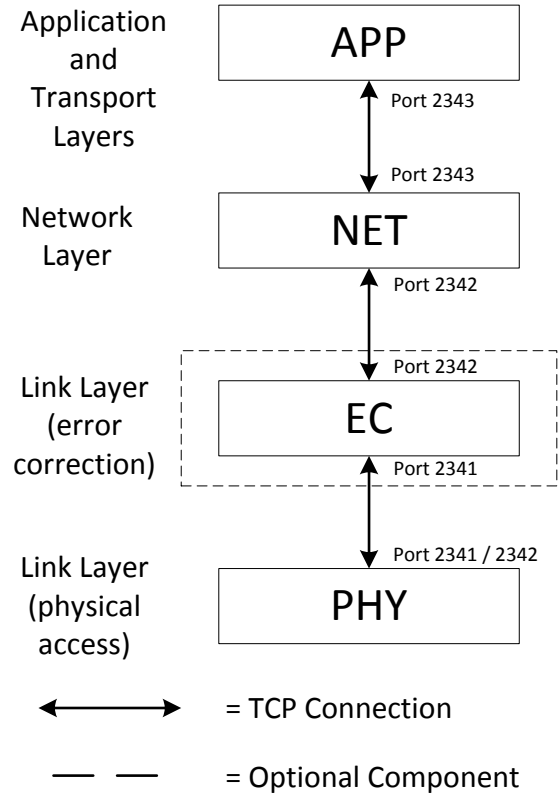 Application
and
Transport
Layers
APP
Port 2343
Port 2343
Network
Layer
NET
Port 2342
Port 2342
Link Layer
(error
correction)
EC
Port 2341
Port 2341 / 2342
Link Layer
(physical
access)
PHY
= TCP Connection
= Optional Component